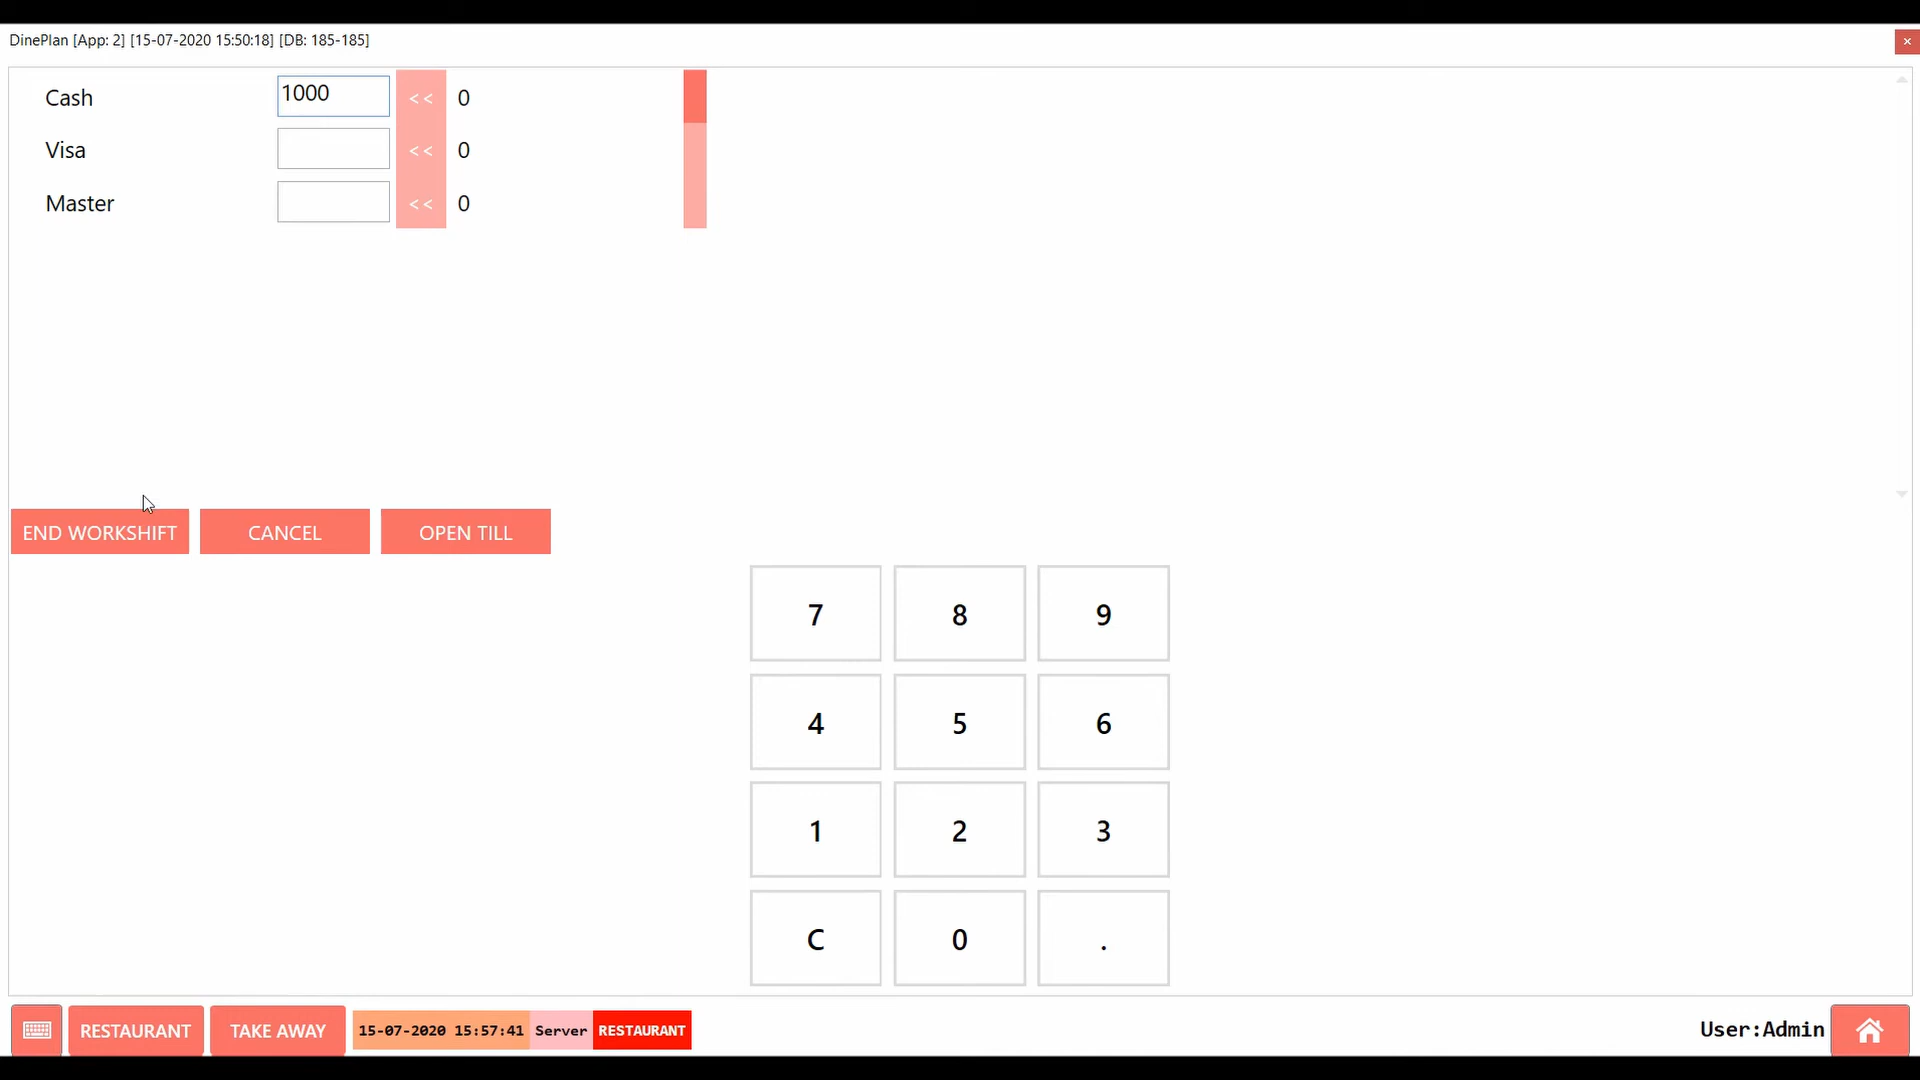 DinePlan [App: 2] [15-07-2020 15:50:18] [DB: 185-185]
×
Cash 1000 << 0
Visa << 0
Master << 0
END WORKSHIFT CANCEL OPEN TILL
7 8 9
4 5 6
1 2 3
C 0 .
RESTAURANT TAKE AWAY 15-07-2020 15:57:41 Server RESTAURANT User:Admin